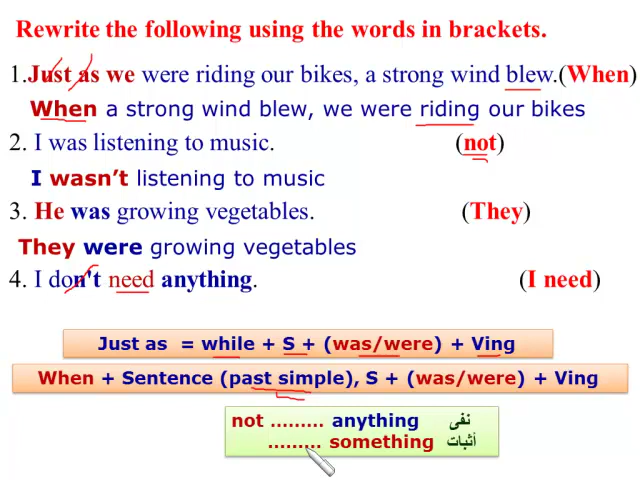 Rewrite the following using the words in brackets.
1.Just as we were riding our bikes, a strong wind blew.(When)
When a strong wind blew, we were riding our bikes
2. I was listening to music. (not)
I wasn't listening to music
3. He was growing vegetables. (They)
They were growing vegetables
4. I don't need anything. (I need)
Just as = while + S + (was/were) + Ving
When + Sentence (past simple), S + (was/were) + Ving
not ......... anything نفى
......... something أثبات